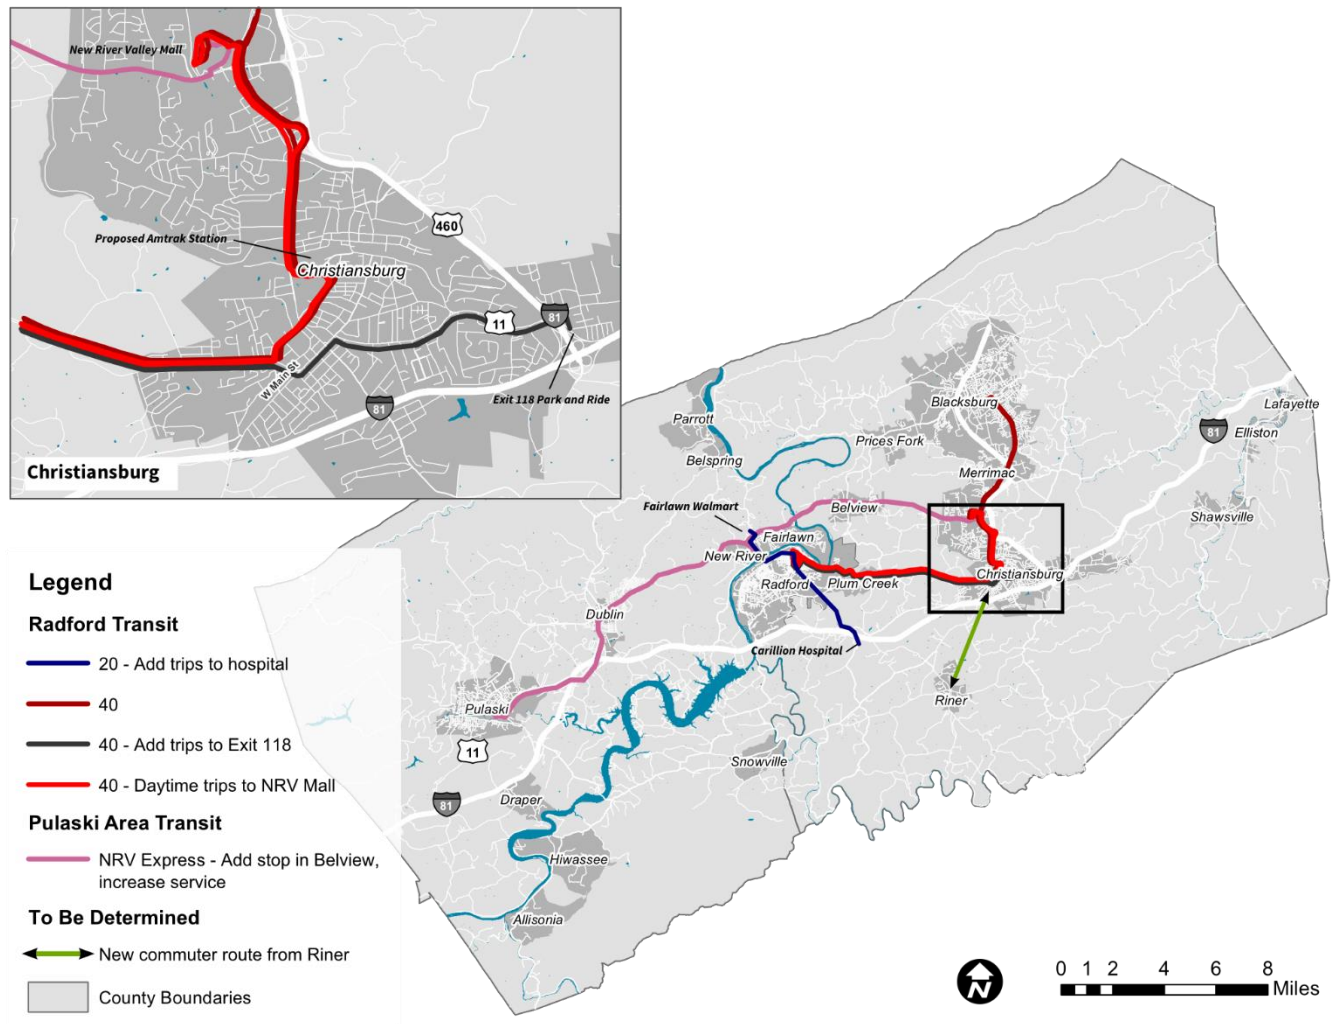 New River Valley Mall
460
Proposed Amtrak Station
Christiansburg
81
11
W Main St
Exit 118 Park and Ride
81
Christiansburg
Parrott
Belspring
Blacksburg
Prices Fork
Merrimac
Lafayette
81
Elliston
Shawsville
Fairlawn Walmart
Belview
Fairlawn
New River
Radford
Plum Creek
Christiansburg
Dublin
Carillion Hospital
Riner
Pulaski
11
Snowville
81
Draper
Hiwassee
Allisonia
Legend
Radford Transit
20 - Add trips to hospital
40
40 - Add trips to Exit 118
40 - Daytime trips to NRV Mall
Pulaski Area Transit
NRV Express - Add stop in Belview,
increase service
To Be Determined
New commuter route from Riner
County Boundaries
N
0 1 2 4 6 8
Miles